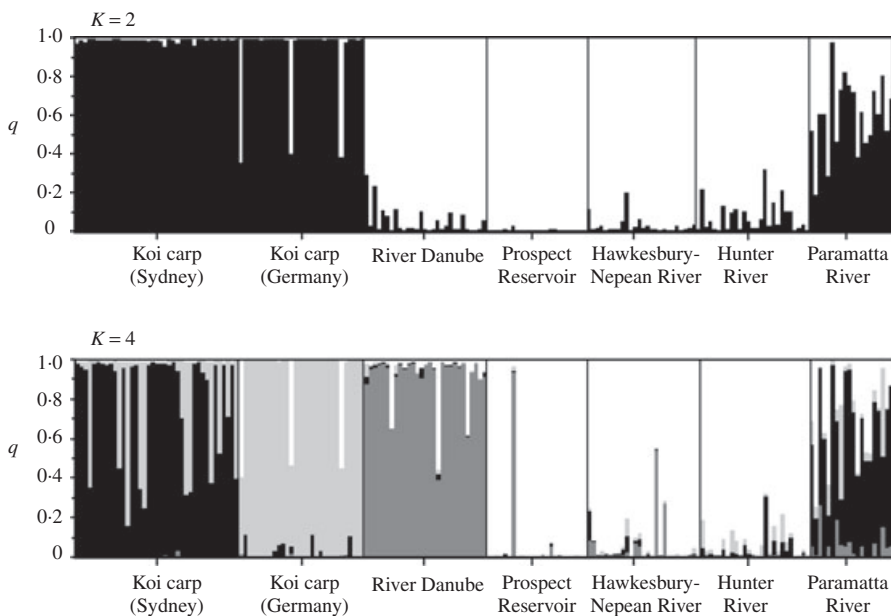 K = 2
1·0
0·8
0·6
q
0·4
0·2
0
Koi carp (Sydney)
Koi carp (Germany)
River Danube
Prospect Reservoir
Hawkesbury-Nepean River
Hunter River
Paramatta River
K = 4
1·0
0·8
0·6
q
0·4
0·2
0
Koi carp (Sydney)
Koi carp (Germany)
River Danube
Prospect Reservoir
Hawkesbury-Nepean River
Hunter River
Paramatta River